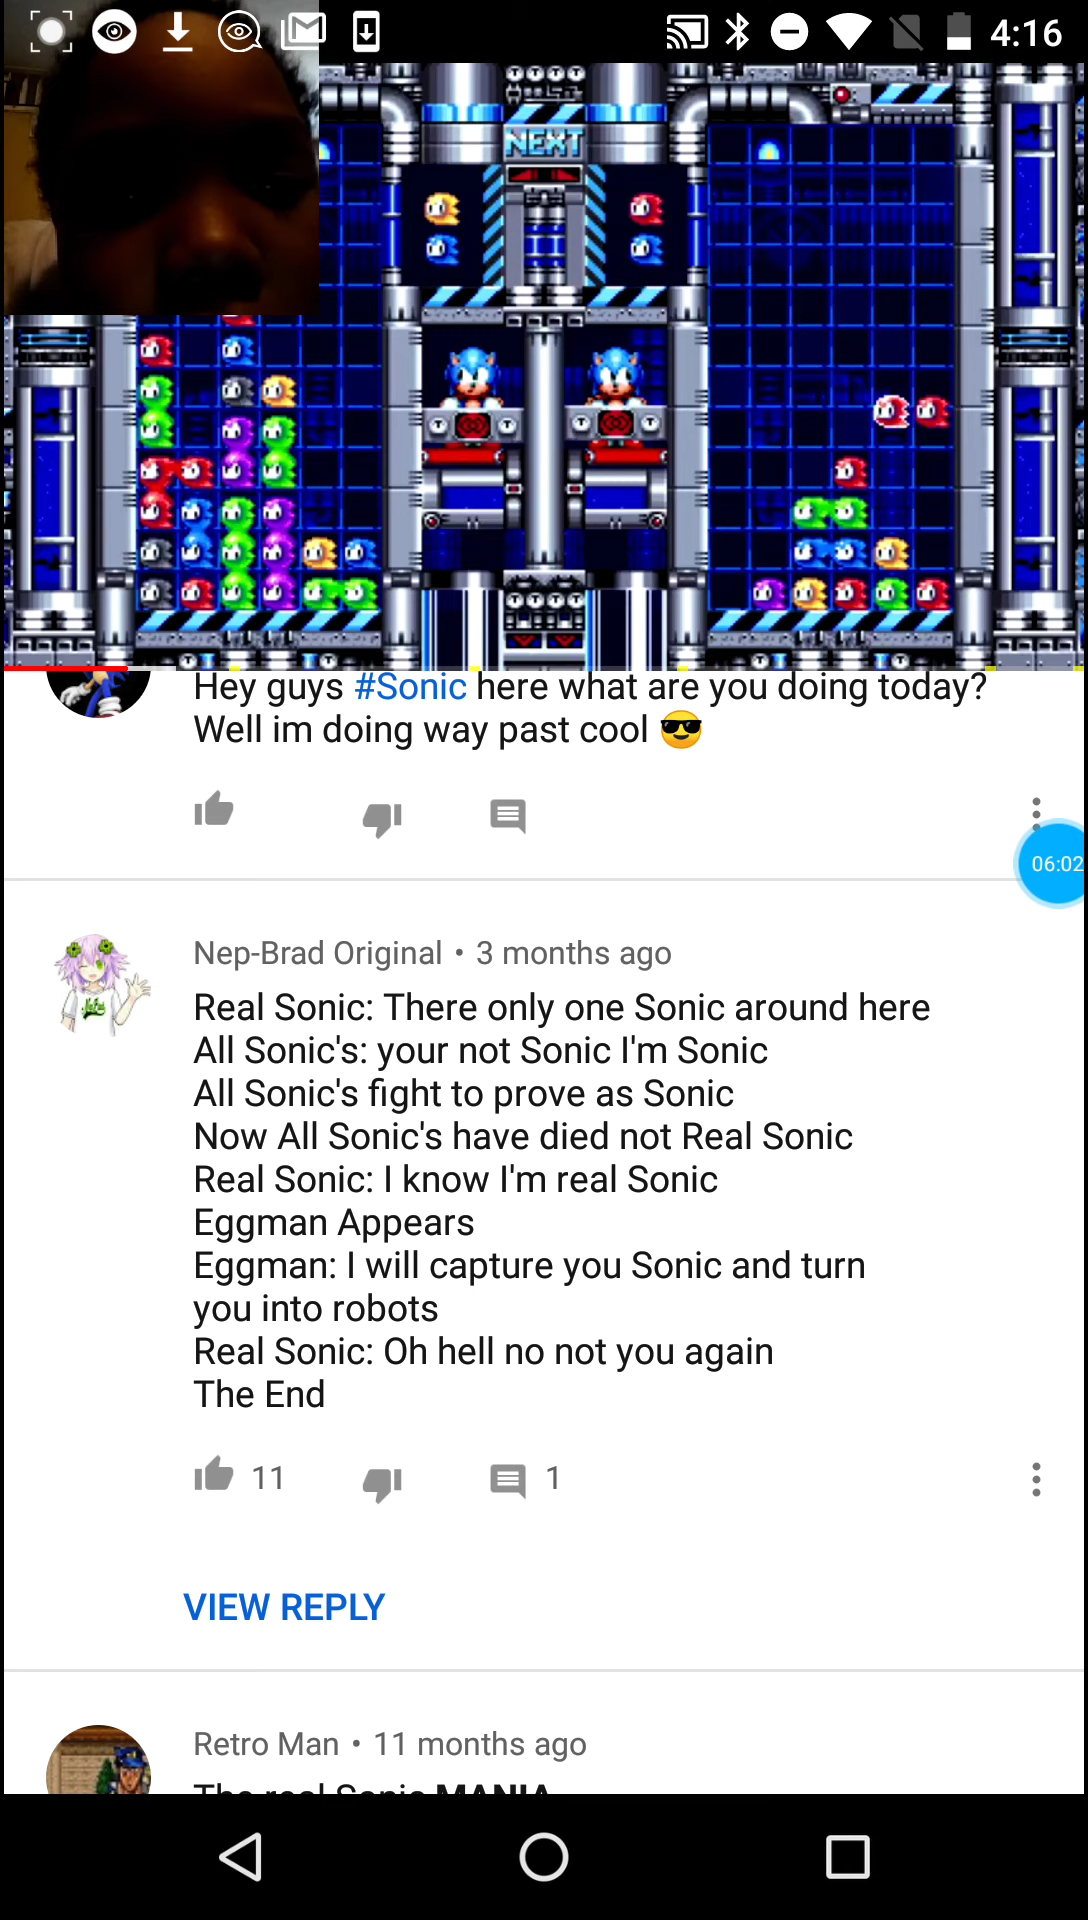 4:16
NEXT
Hey guys #Sonic here what are you doing today?
Well im doing way past cool 😎
06:02
Nep-Brad Original • 3 months ago
Real Sonic: There only one Sonic around here
All Sonic's: your not Sonic I'm Sonic
All Sonic's fight to prove as Sonic
Now All Sonic's have died not Real Sonic
Real Sonic: I know I'm real Sonic
Eggman Appears
Eggman: I will capture you Sonic and turn
you into robots
Real Sonic: Oh hell no not you again
The End
11
1
VIEW REPLY
Retro Man • 11 months ago
The real Sonic MANIA